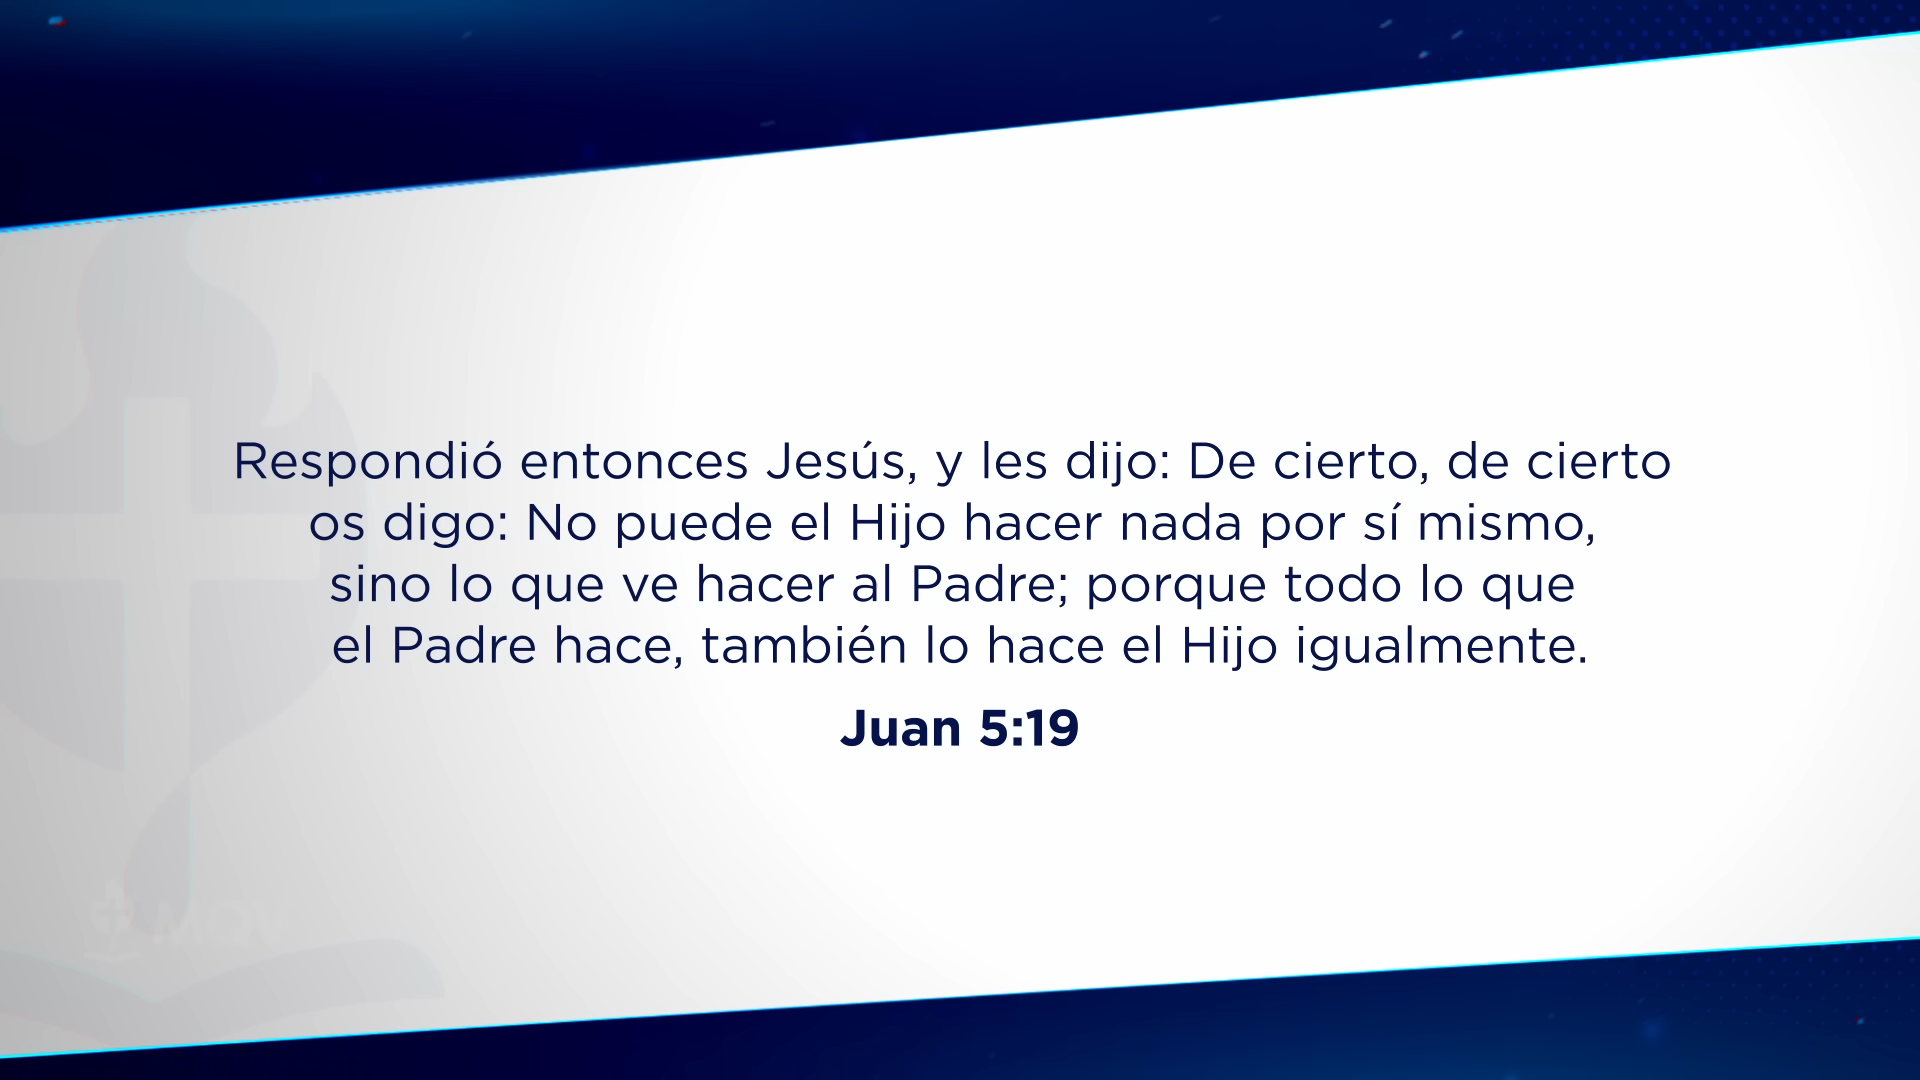 Respondió entonces Jesús, y les dijo: De cierto, de cierto
os digo: No puede el Hijo hacer nada por sí mismo,
sino lo que ve hacer al Padre; porque todo lo que
el Padre hace, también lo hace el Hijo igualmente.
Juan 5:19
MQV